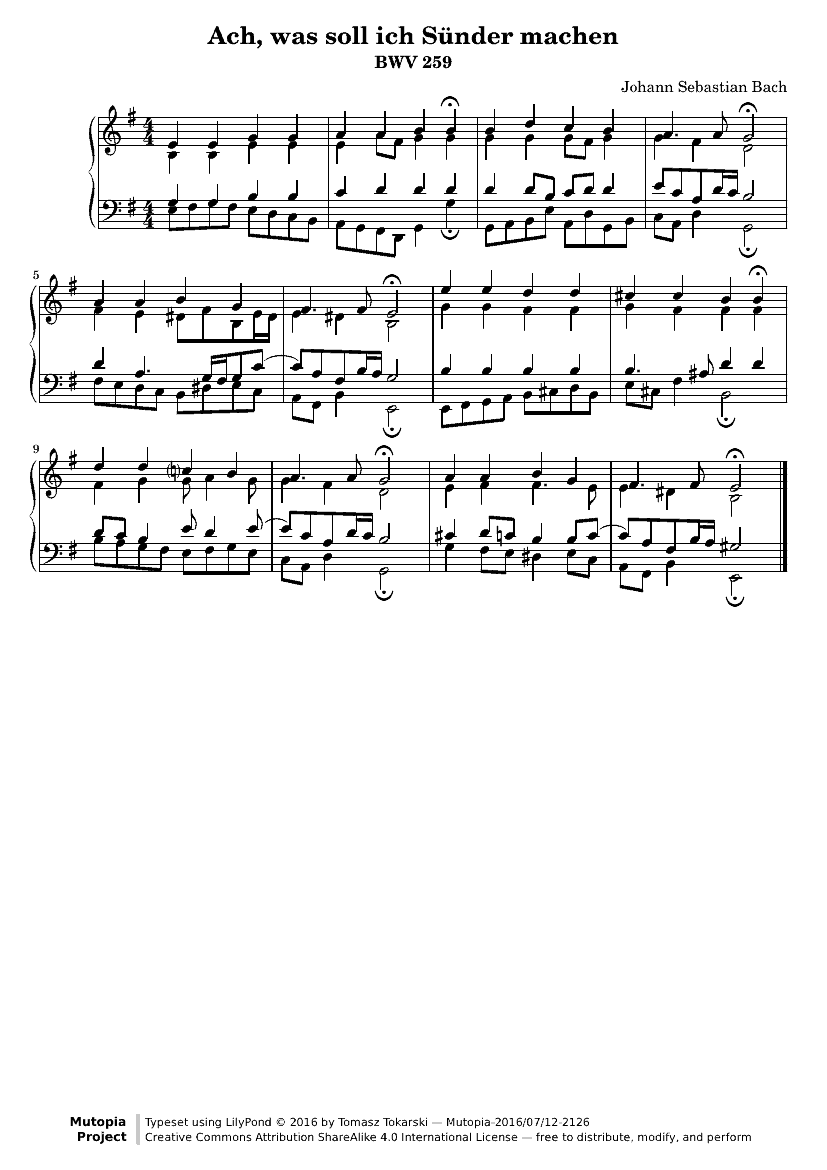 Ach, was soll ich Sünder machen
BWV 259
Johann Sebastian Bach
5
9
Mutopia Project
Typeset using LilyPond © 2016 by Tomasz Tokarski — Mutopia-2016/07/12-2126
Creative Commons Attribution ShareAlike 4.0 International License — free to distribute, modify, and perform